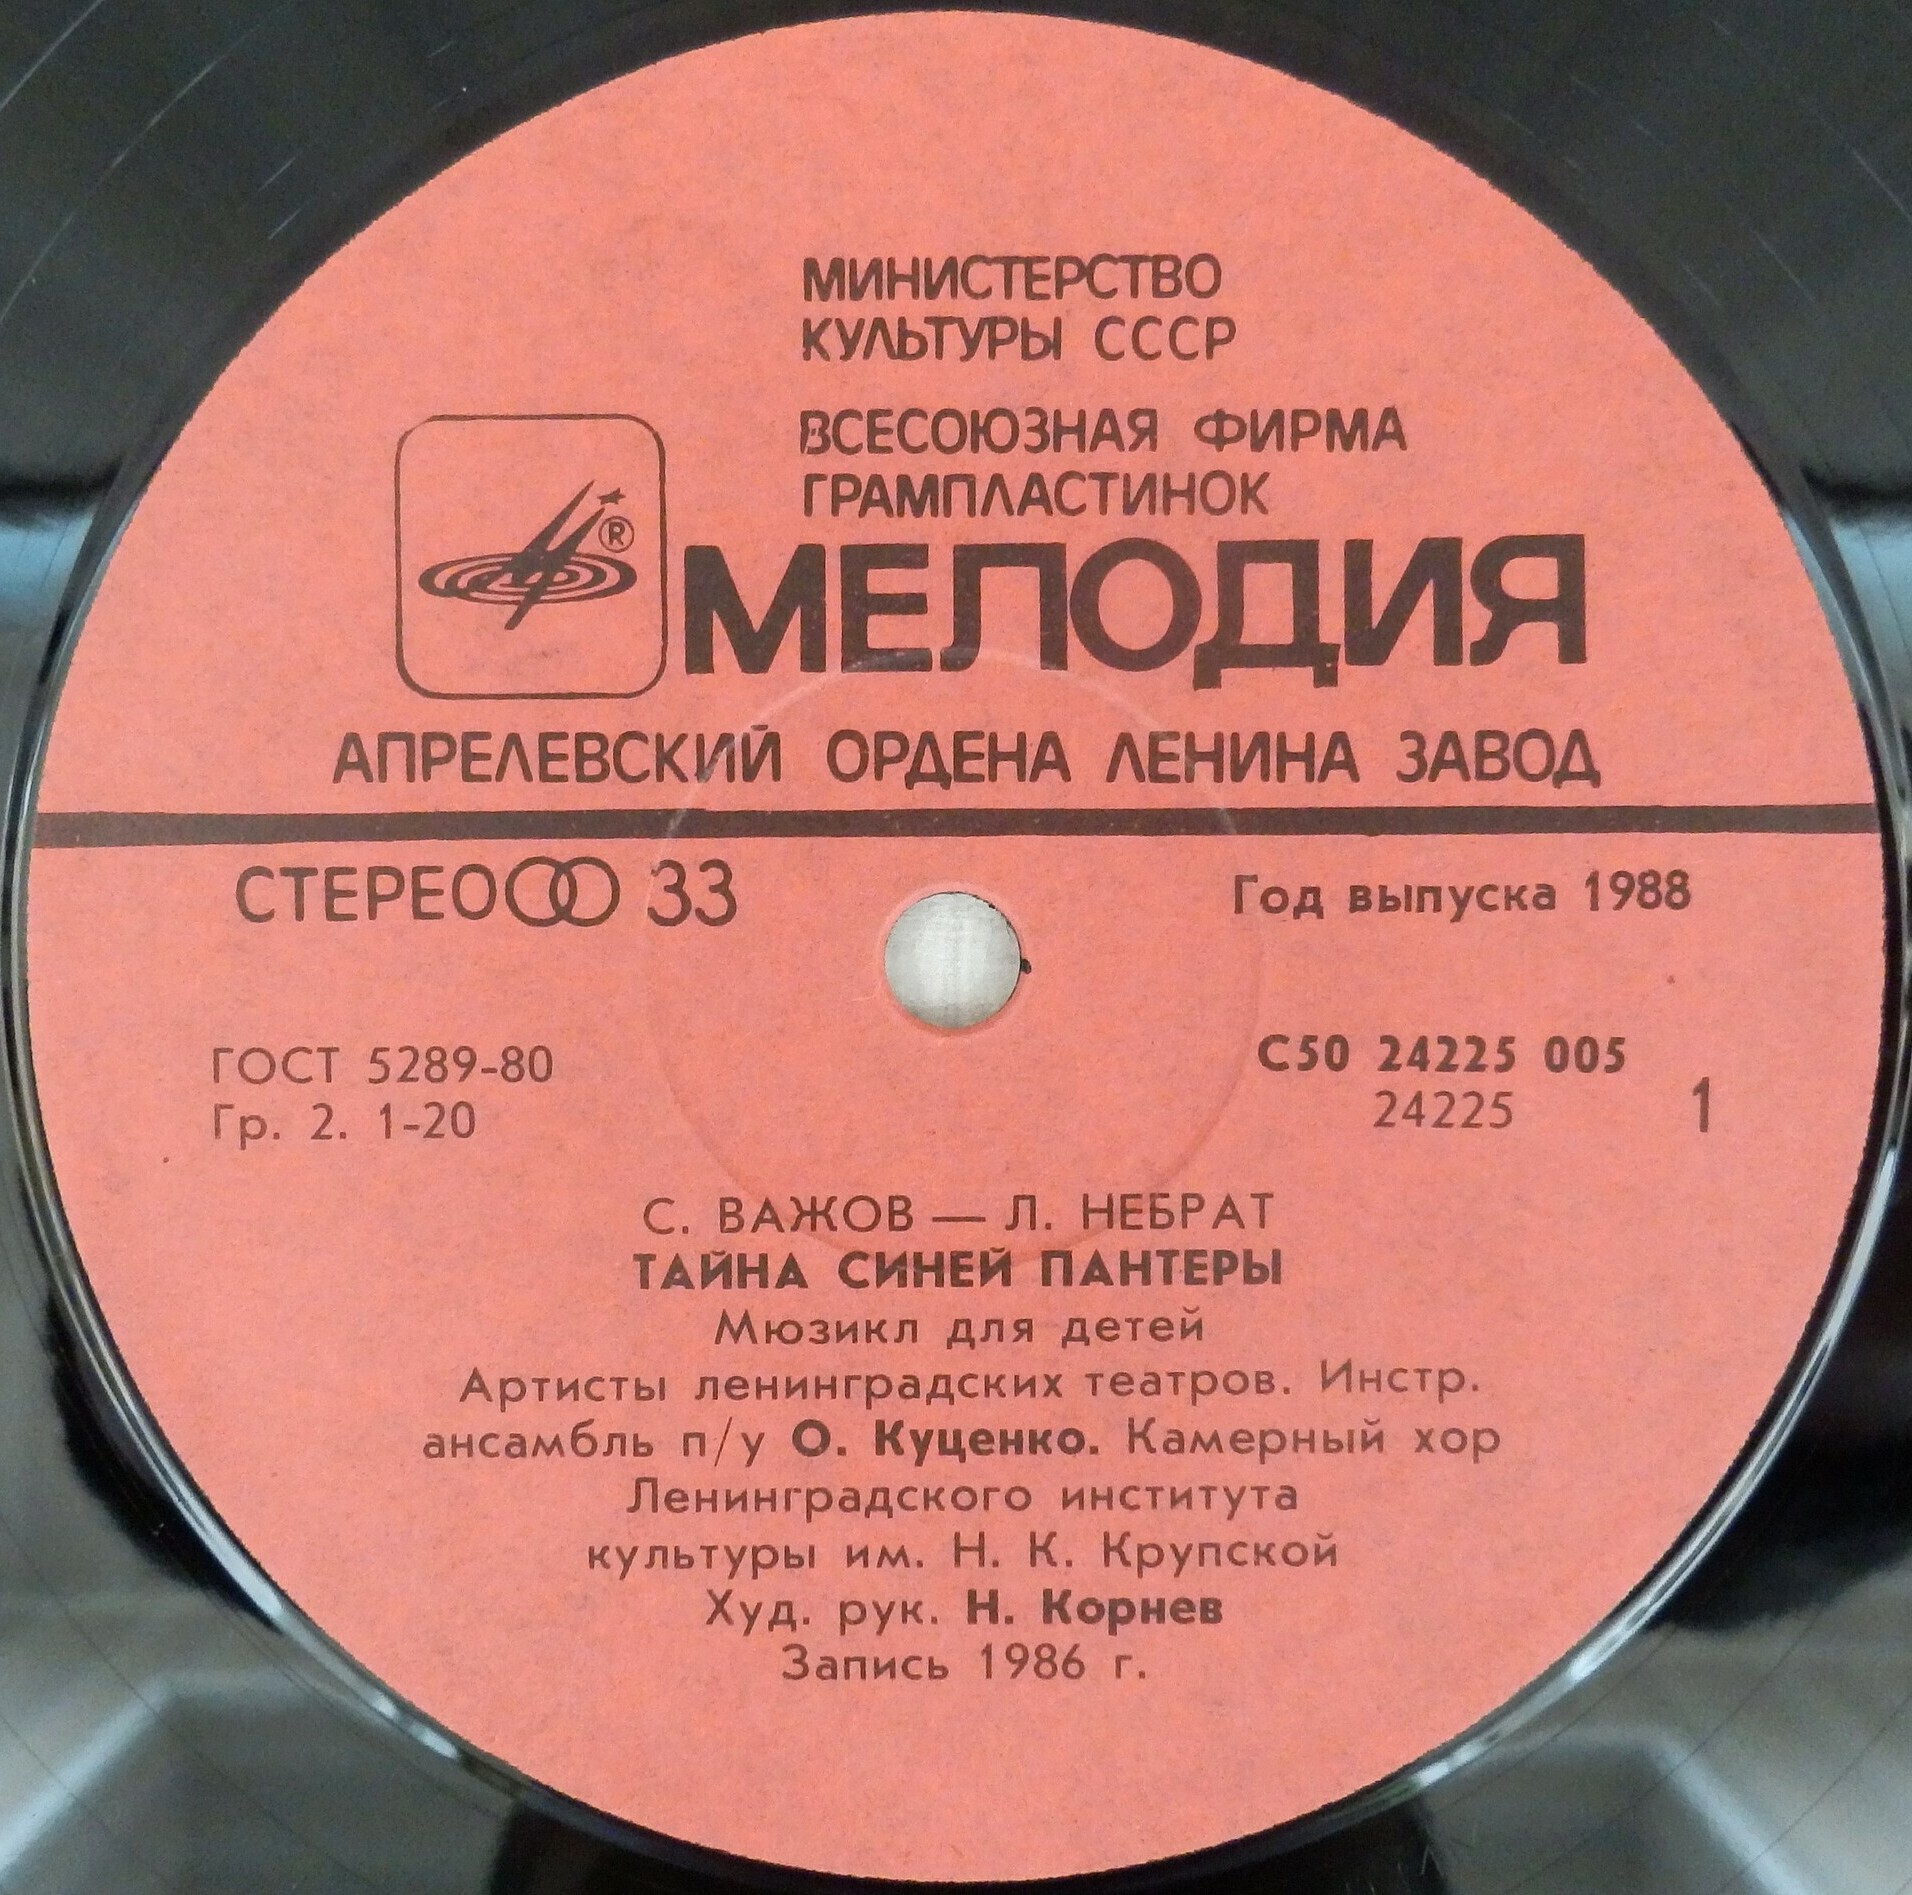 МИНИСТЕРСТВО
КУЛЬТУРЫ СССР
ВСЕСОЮЗНАЯ ФИРМА
ГРАМПЛАСТИНОК
®
МЕЛОДИЯ
АПРЕЛЕВСКИЙ ОРДЕНА ЛЕНИНА ЗАВОД
СТЕРЕО 33
Год выпуска 1988
ГОСТ 5289-80
Гр. 2. 1-20
С50 24225 005
24225
1
С. ВАЖОВ — Л. НЕБРАТ
ТАЙНА СИНЕЙ ПАНТЕРЫ
Мюзикл для детей
Артисты ленинградских театров. Инстр.
ансамбль п/у О. Куценко. Камерный хор
Ленинградского института
культуры им. Н. К. Крупской
Худ. рук. Н. Корнев
Запись 1986 г.